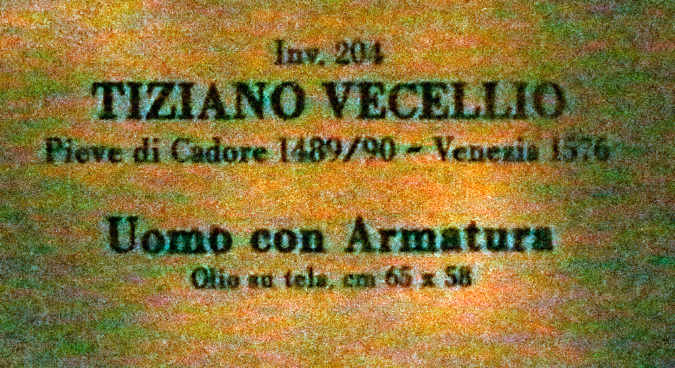 Inv. 204
TIZIANO VECELLIO
Pieve di Cadore 1489/90 - Venezia 1576
Uomo con Armatura
Olio su tela, cm 65 x 58